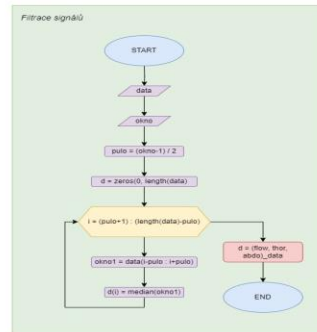 Filtrace signálů
START
data
okno
pulo = (okno-1) / 2
d = zeros(0, length(data)
i = (pulo+1) : (length(data)-pulo)
okno1 = data(i-pulo : i+pulo)
d(i) = median(okno1)
d = (flow, thor,
abdo)_data
END